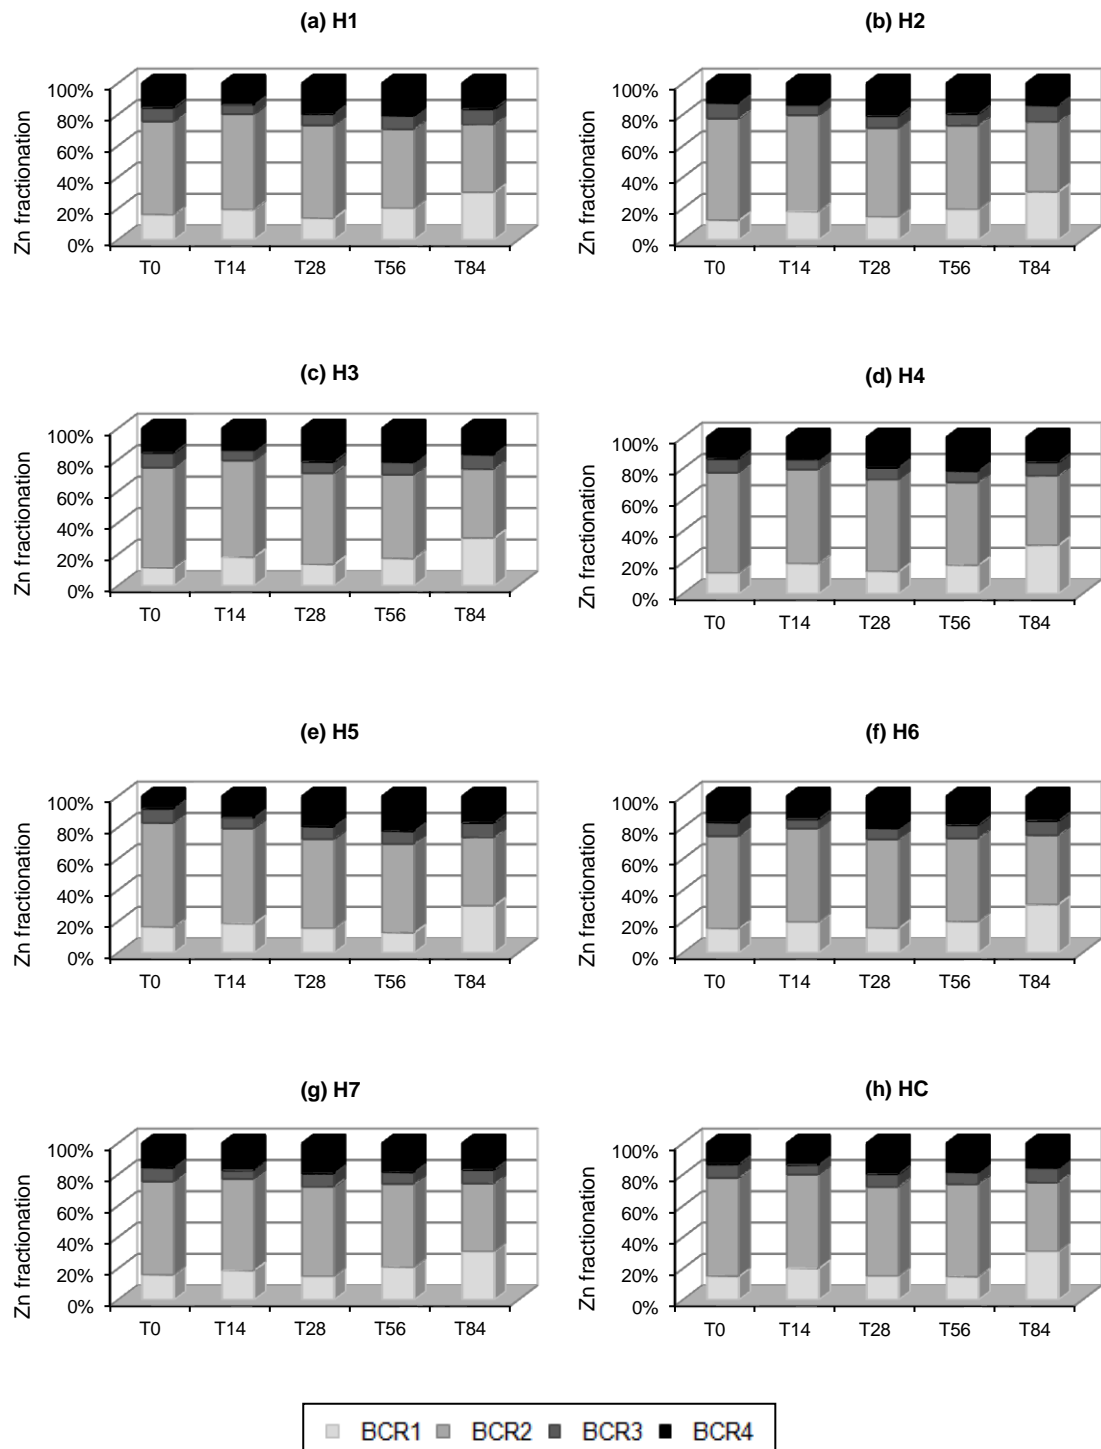 (a) H1
Zn fractionation
100%
80%
60%
40%
20%
0%
T0 T14 T28 T56 T84
(b) H2
Zn fractionation
100%
80%
60%
40%
20%
0%
T0 T14 T28 T56 T84
(c) H3
Zn fractionation
100%
80%
60%
40%
20%
0%
T0 T14 T28 T56 T84
(d) H4
Zn fractionation
100%
80%
60%
40%
20%
0%
T0 T14 T28 T56 T84
(e) H5
Zn fractionation
100%
80%
60%
40%
20%
0%
T0 T14 T28 T56 T84
(f) H6
Zn fractionation
100%
80%
60%
40%
20%
0%
T0 T14 T28 T56 T84
(g) H7
Zn fractionation
100%
80%
60%
40%
20%
0%
T0 T14 T28 T56 T84
(h) HC
Zn fractionation
100%
80%
60%
40%
20%
0%
T0 T14 T28 T56 T84
BCR1 BCR2 BCR3 BCR4